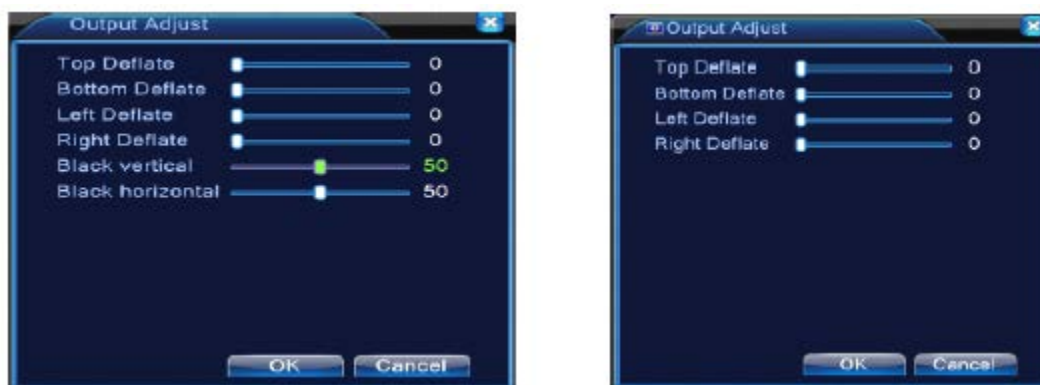 Output Adjust
Top Deflate 0
Bottom Deflate 0
Left Deflate 0
Right Deflate 0
Black vertical 50
Black horizontal 50
OK Cancel
Output Adjust
Top Deflate 0
Bottom Deflate 0
Left Deflate 0
Right Deflate 0
OK Cancel